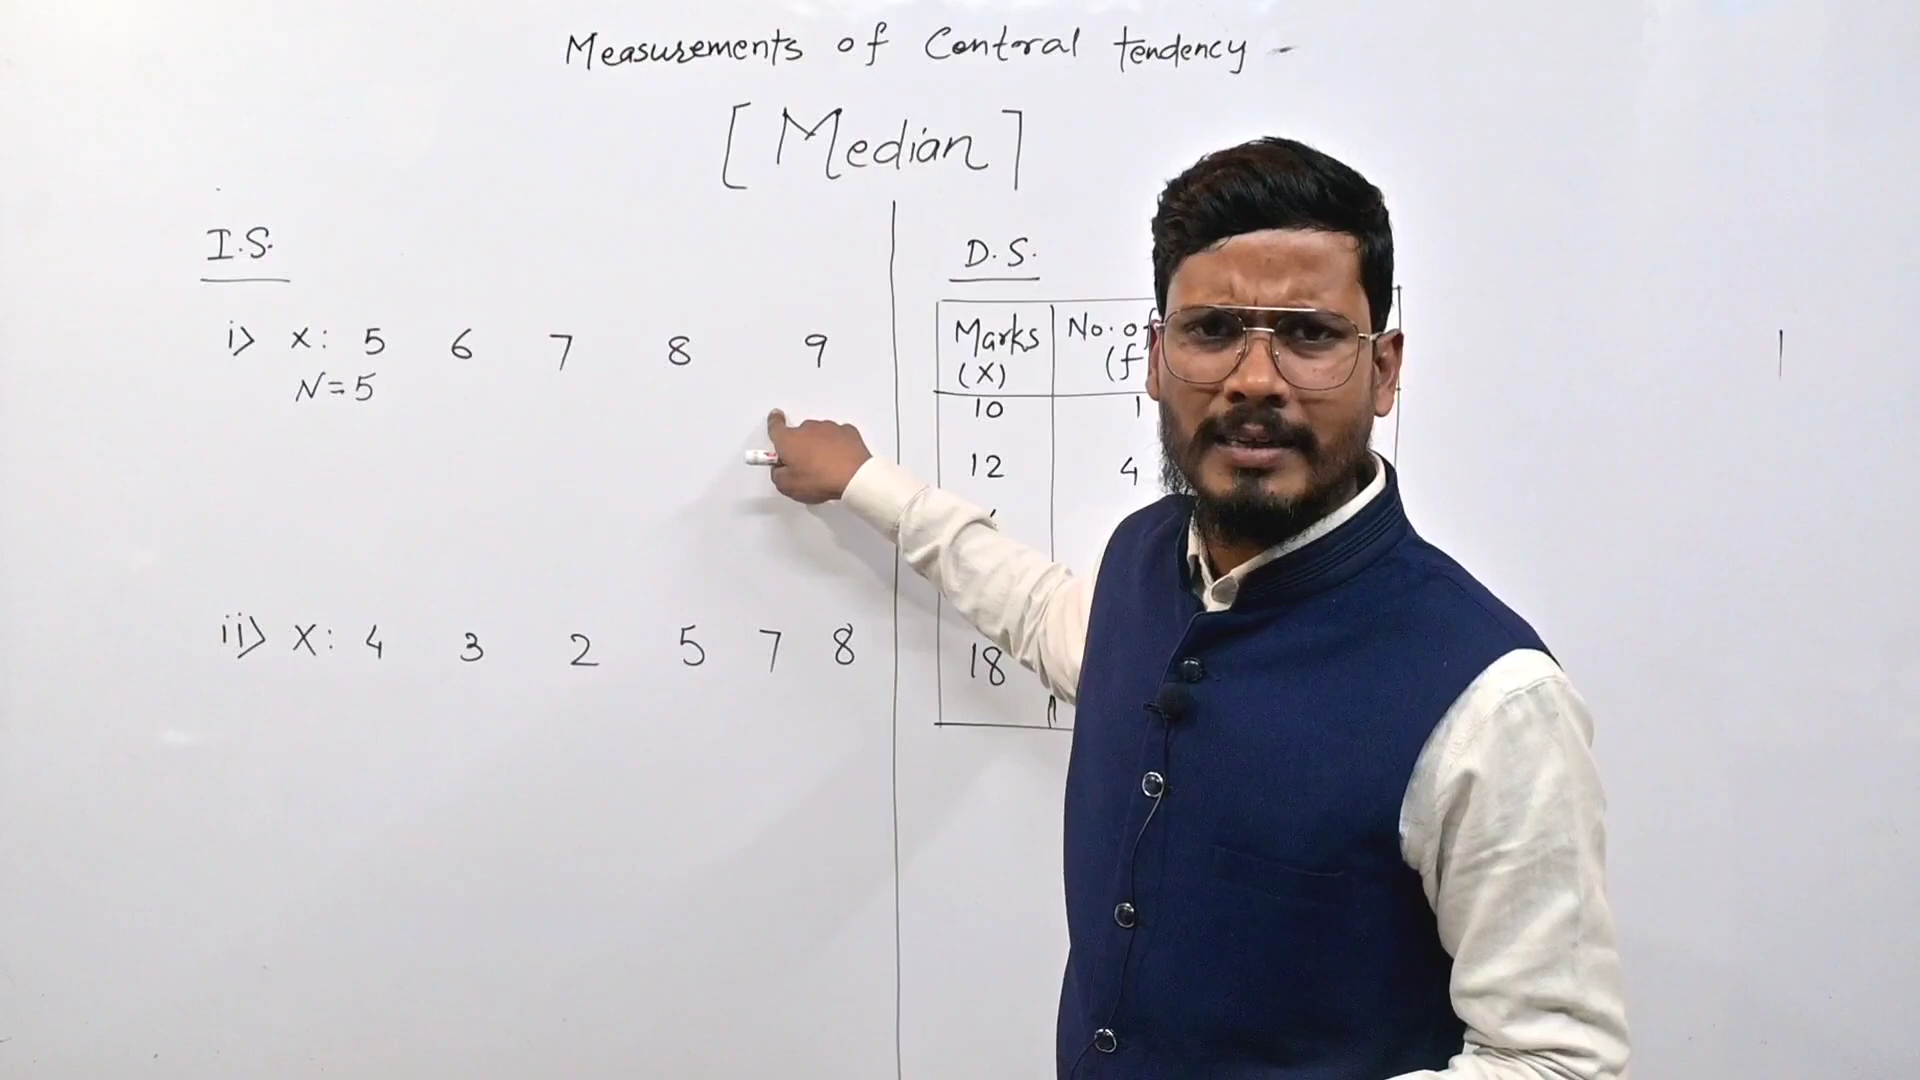 Measurements of Contoral tendency -
[Median]
I.S.
i> X: 5 6 7 8 9
N=5
ii> X: 4 3 2 5 7 8
D.S.
Marks (X)
No. of (f
10 1
12 4
18